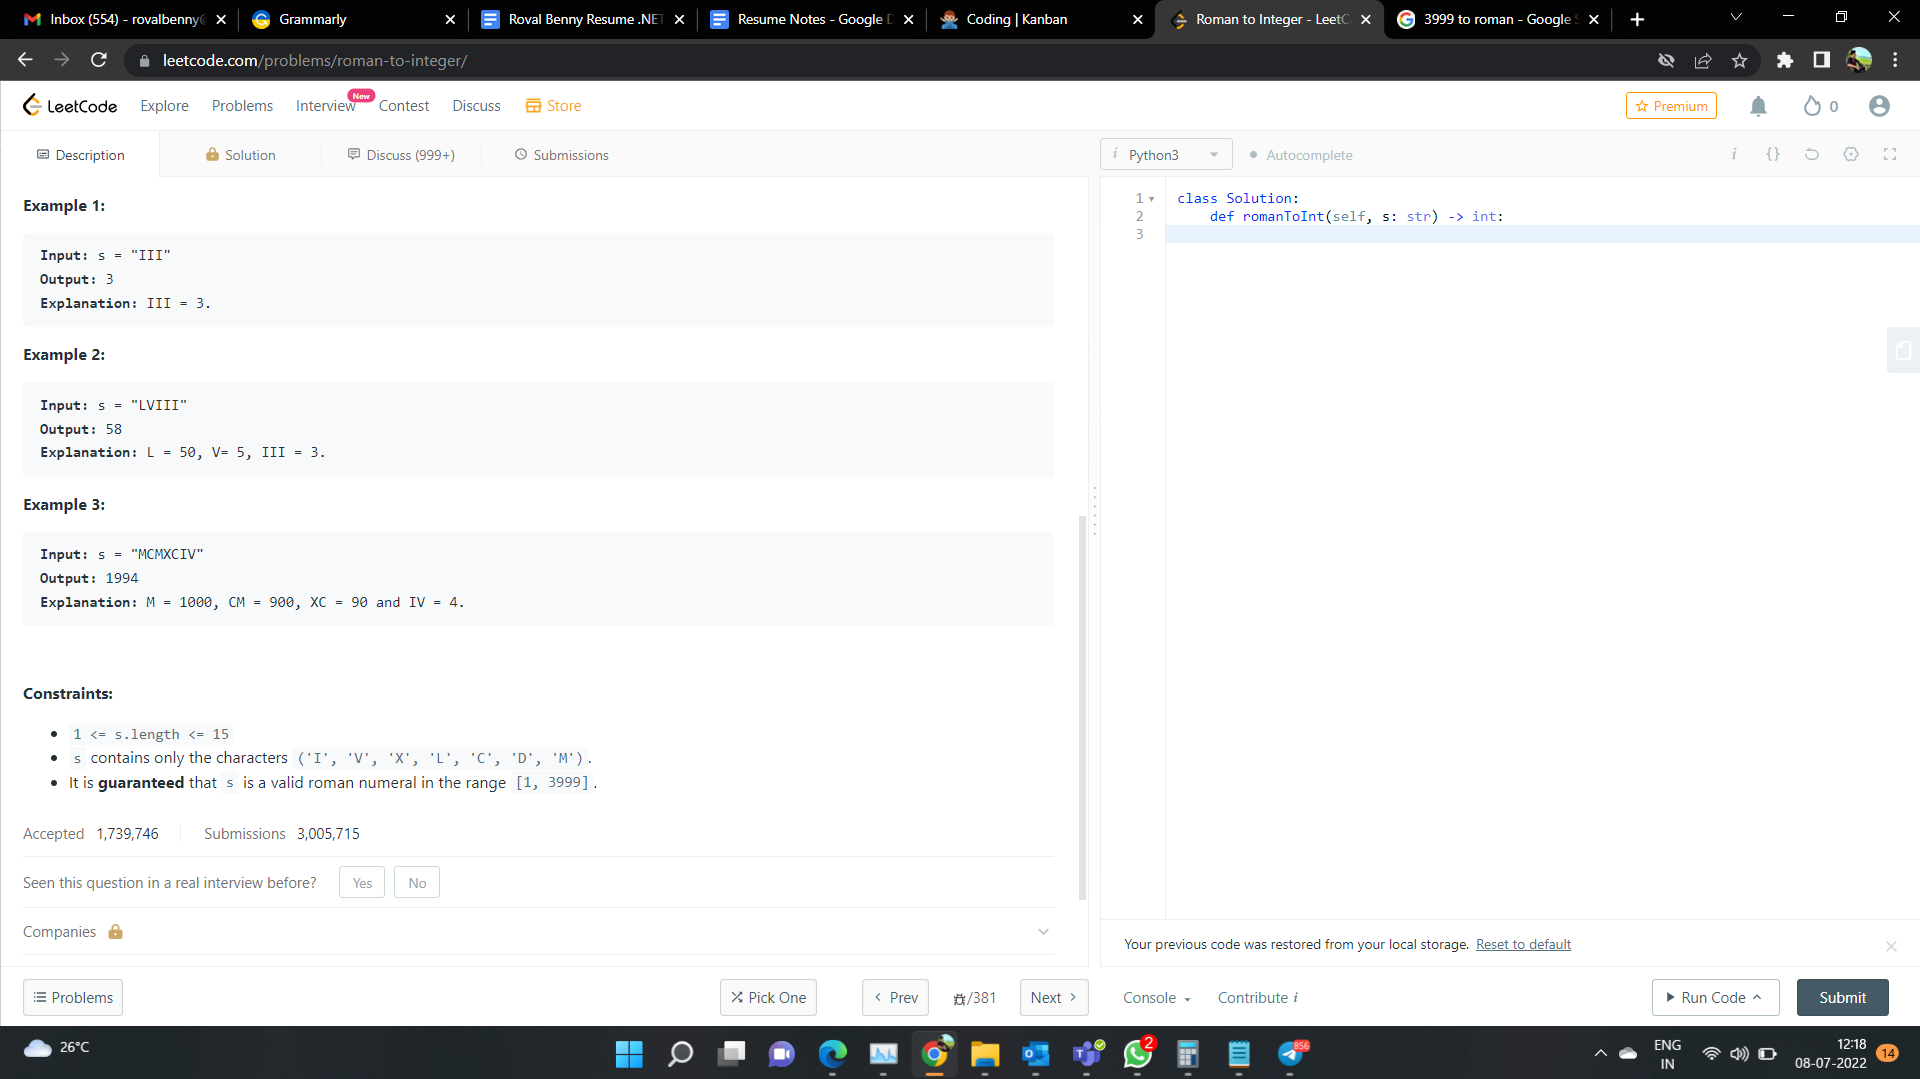 Inbox (554) - rovalbenny@
Grammarly
Roval Benny Resume .NET
Resume Notes - Google D
Coding | Kanban
Roman to Integer - LeetC
3999 to roman - Google S
leetcode.com/problems/roman-to-integer/
LeetCode
Explore
Problems
Interview
New
Contest
Discuss
Store
Premium
0
Description
Solution
Discuss (999+)
Submissions
i Python3
Autocomplete
i {}
Example 1:
Input: s = "III"
Output: 3
Explanation: III = 3.
Example 2:
Input: s = "LVIII"
Output: 58
Explanation: L = 50, V= 5, III = 3.
Example 3:
Input: s = "MCMXCIV"
Output: 1994
Explanation: M = 1000, CM = 900, XC = 90 and IV = 4.
Constraints:
1 <= s.length <= 15
s contains only the characters ('I', 'V', 'X', 'L', 'C', 'D', 'M').
It is guaranteed that s is a valid roman numeral in the range [1, 3999].
Accepted 1,739,746
Submissions 3,005,715
Seen this question in a real interview before? Yes No
Companies
1 class Solution:
2 def romanToInt(self, s: str) -> int:
3
Your previous code was restored from your local storage. Reset to default
Problems
Pick One
< Prev
/381
Next >
Console
Contribute i
Run Code
Submit
26°C
2
856
ENG
IN
12:18
08-07-2022
14